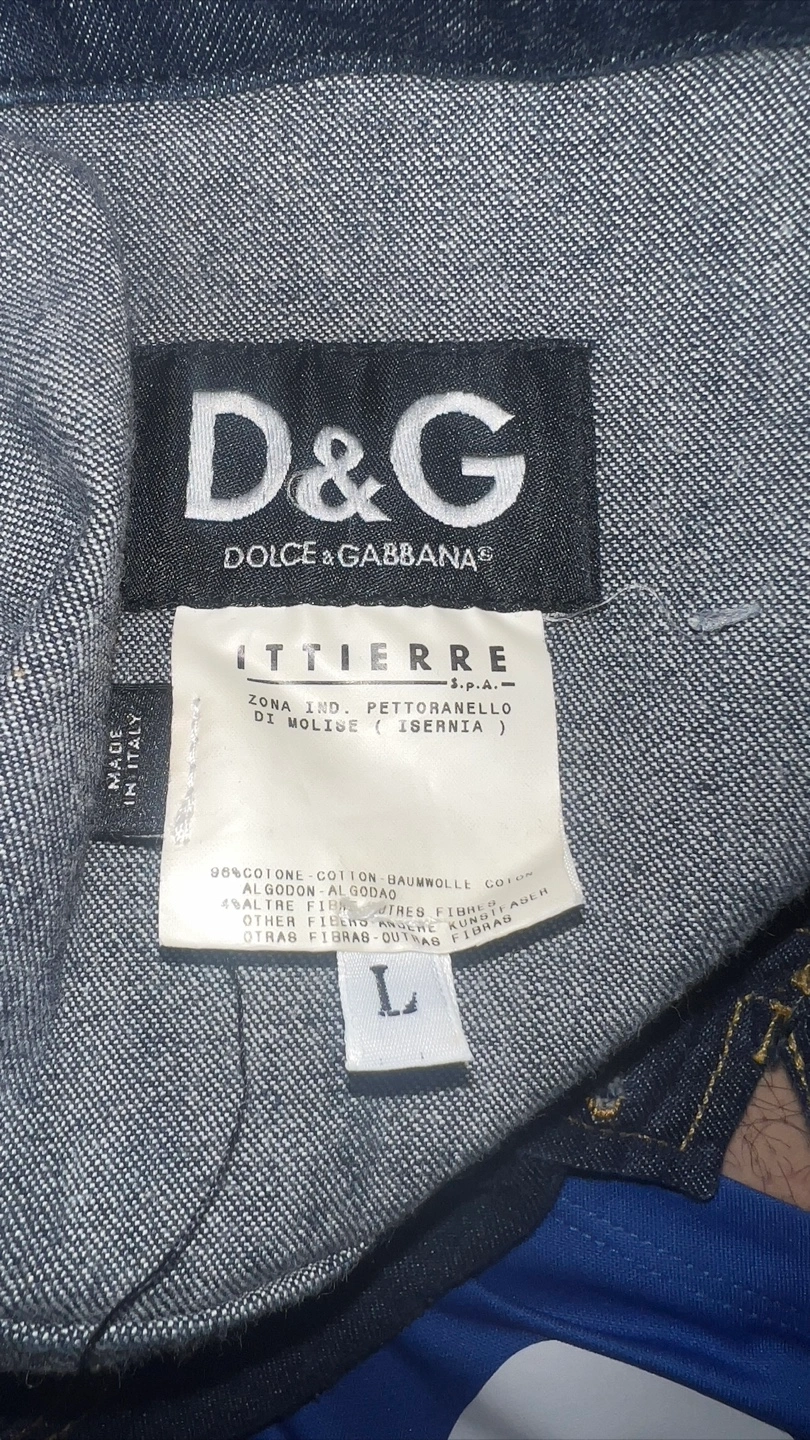 D&G
DOLCE & GABBANA©
ITTIERRE
S.p.A.
ZONA IND. PETTORANELLO
DI MOLISE ( ISERNIA )
MADE
IN ITALY
96%COTONE-COTTON-BAUMWOLLE COTON
ALGODON-ALGODAO
4%ALTRE FIBRE-AUTRES FIBRES
OTHER FIBERS-ANDERE KUNSTFASER
OTRAS FIBRAS-OUTRAS FIBRAS
L